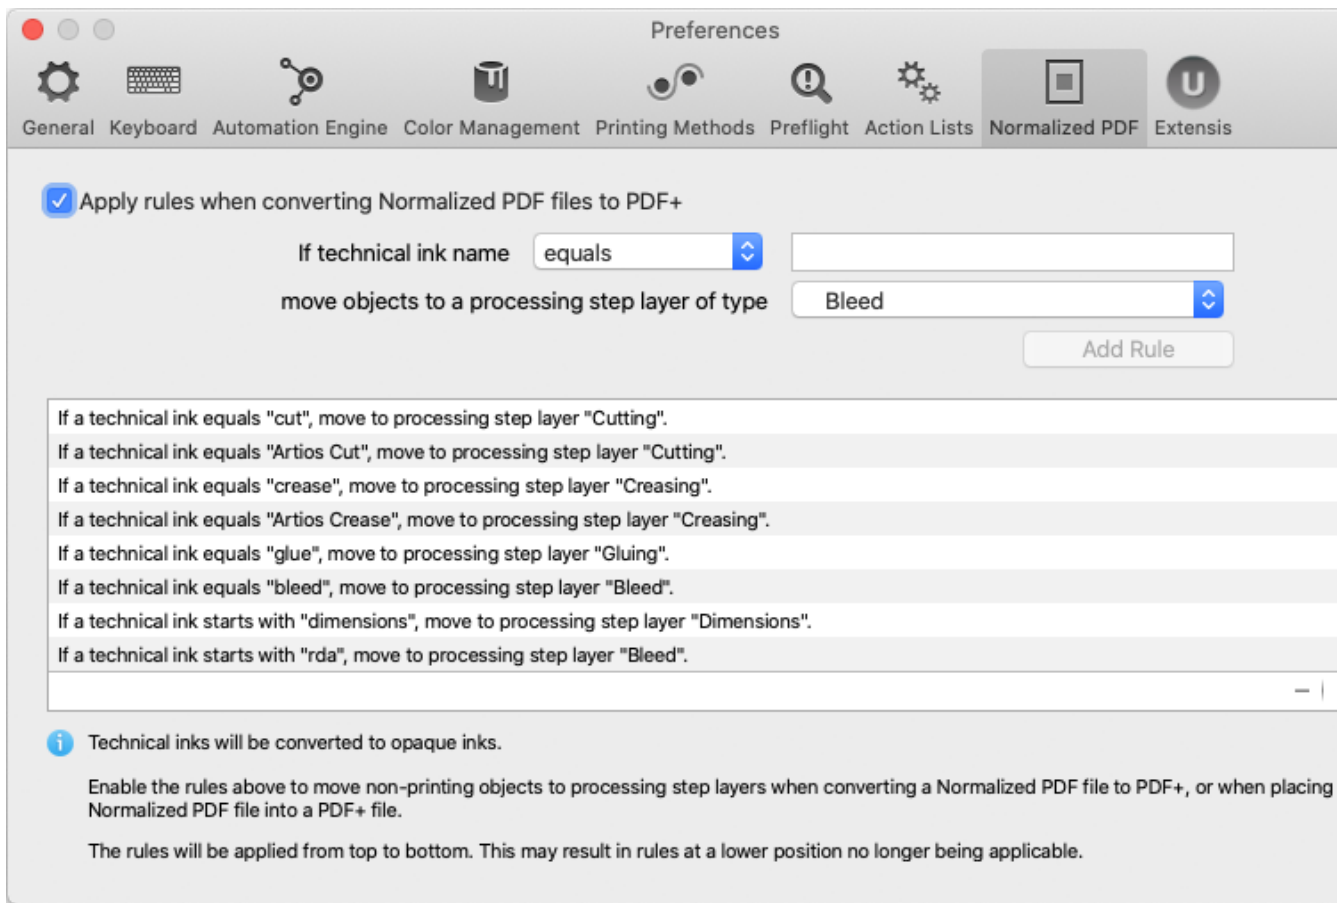 Preferences
General Keyboard Automation Engine Color Management Printing Methods Preflight Action Lists Normalized PDF Extensis
Apply rules when converting Normalized PDF files to PDF+
If technical ink name equals
move objects to a processing step layer of type Bleed
Add Rule
If a technical ink equals "cut", move to processing step layer "Cutting".
If a technical ink equals "Artios Cut", move to processing step layer "Cutting".
If a technical ink equals "crease", move to processing step layer "Creasing".
If a technical ink equals "Artios Crease", move to processing step layer "Creasing".
If a technical ink equals "glue", move to processing step layer "Gluing".
If a technical ink equals "bleed", move to processing step layer "Bleed".
If a technical ink starts with "dimensions", move to processing step layer "Dimensions".
If a technical ink starts with "rda", move to processing step layer "Bleed".
Technical inks will be converted to opaque inks.
Enable the rules above to move non-printing objects to processing step layers when converting a Normalized PDF file to PDF+, or when placing
Normalized PDF file into a PDF+ file.
The rules will be applied from top to bottom. This may result in rules at a lower position no longer being applicable.